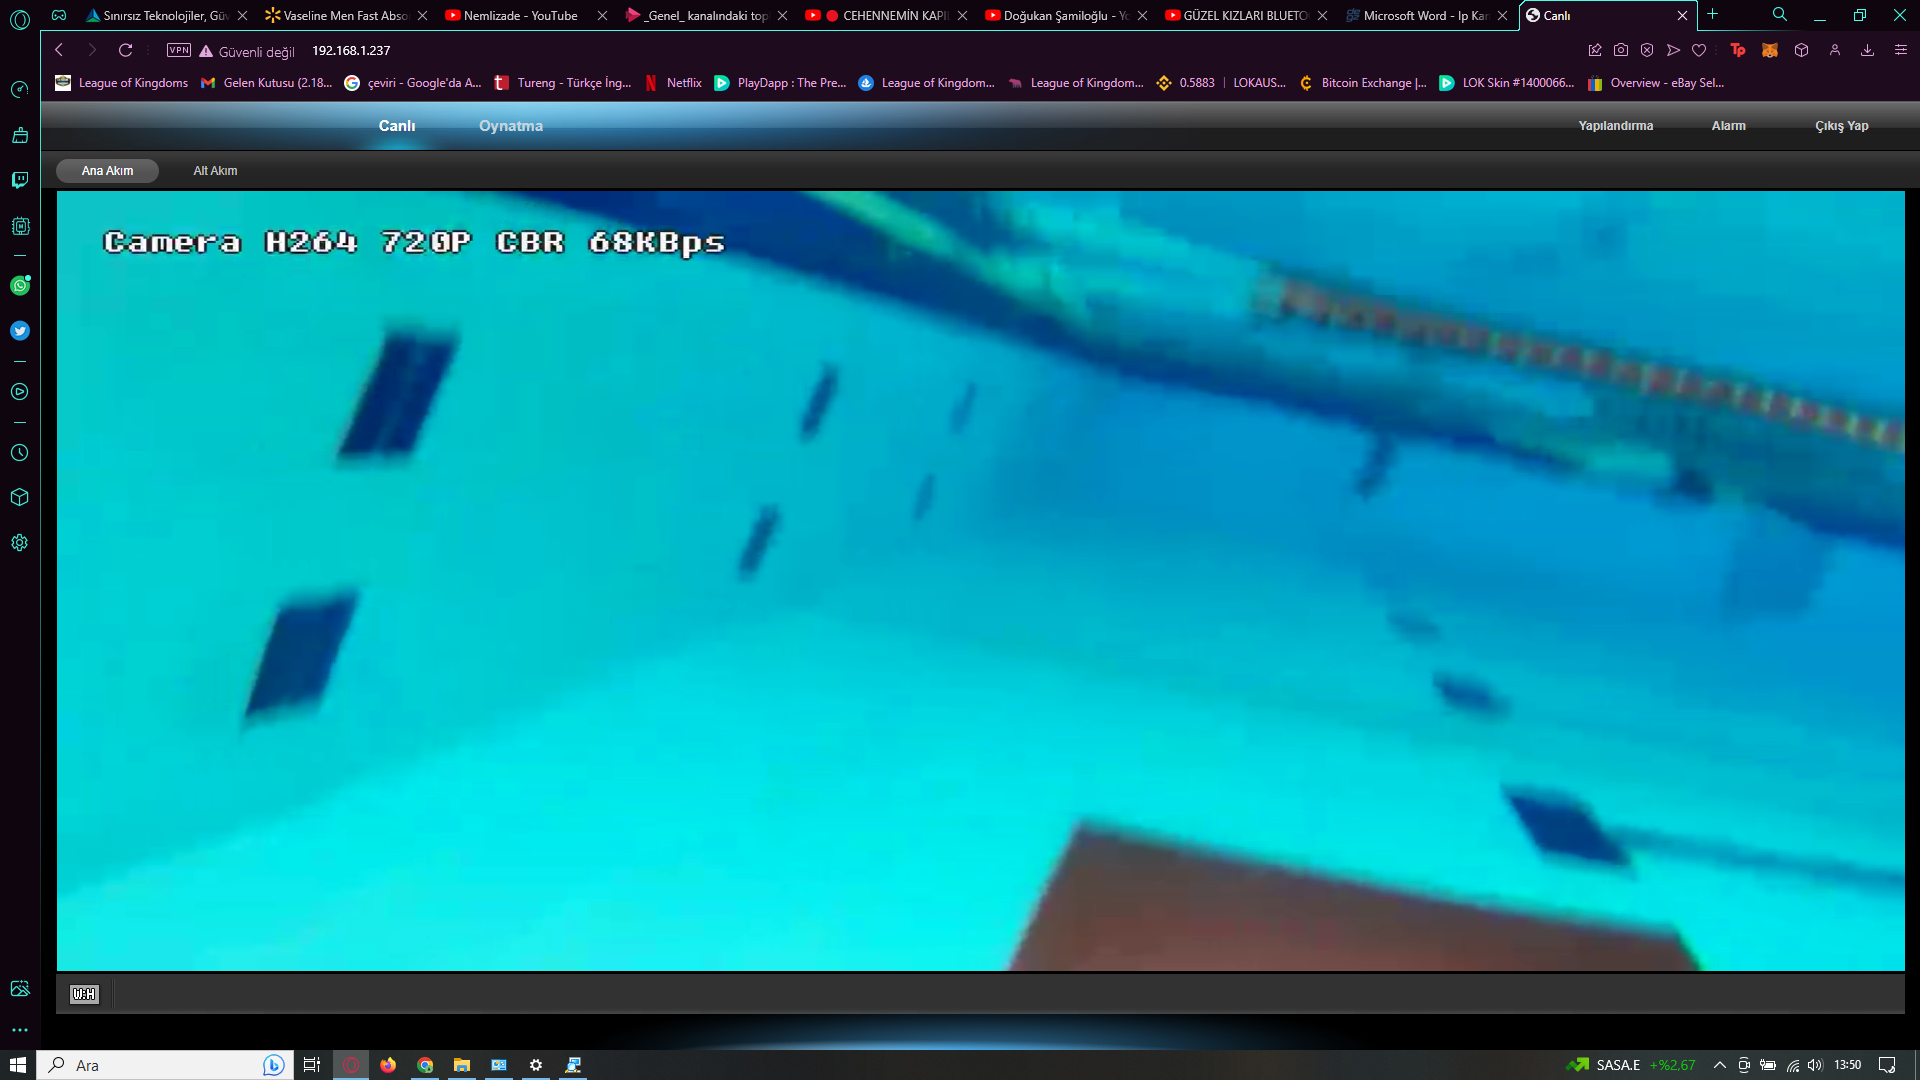 Sınırsız Teknolojiler, Güv
Vaseline Men Fast Abso
Nemlizade - YouTube
_Genel_ kanalındaki top
CEHENNEMİN KAPI
Doğukan Şamiloğlu - Yo
GÜZEL KIZLARI BLUETO
Microsoft Word - Ip Kar
Canlı
VPN
Güvenli değil
192.168.1.237
League of Kingdoms
Gelen Kutusu (2.18...
çeviri - Google'da A...
Tureng - Türkçe İng...
Netflix
PlayDapp : The Pre...
League of Kingdom...
League of Kingdom...
0.5883 | LOKAUS...
Bitcoin Exchange |...
LOK Skin #1400066...
Overview - eBay Sel...
Canlı
Oynatma
Yapılandırma
Alarm
Çıkış Yap
Ana Akım
Alt Akım
Camera H264 720P CBR 68KBps
W:H
Ara
SASA.E +%2,67
13:50